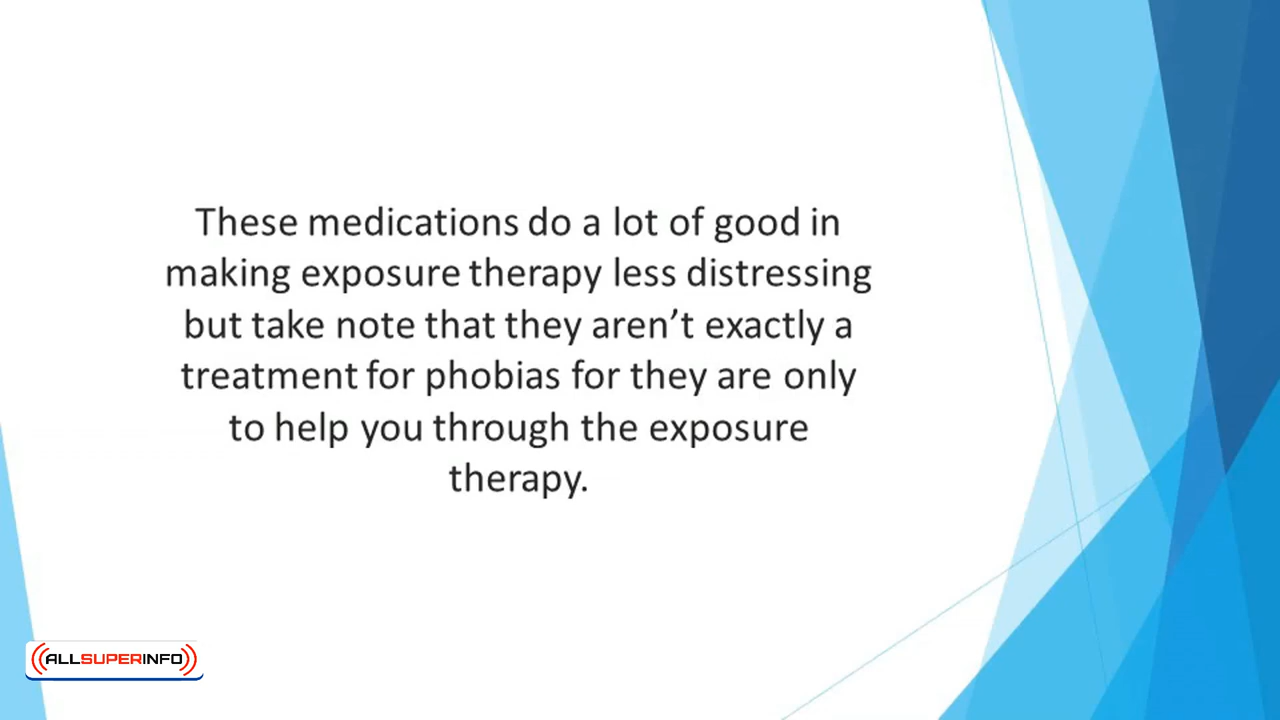 These medications do a lot of good in
making exposure therapy less distressing
but take note that they aren’t exactly a
treatment for phobias for they are only
to help you through the exposure
therapy.
ALLSUPERINFO